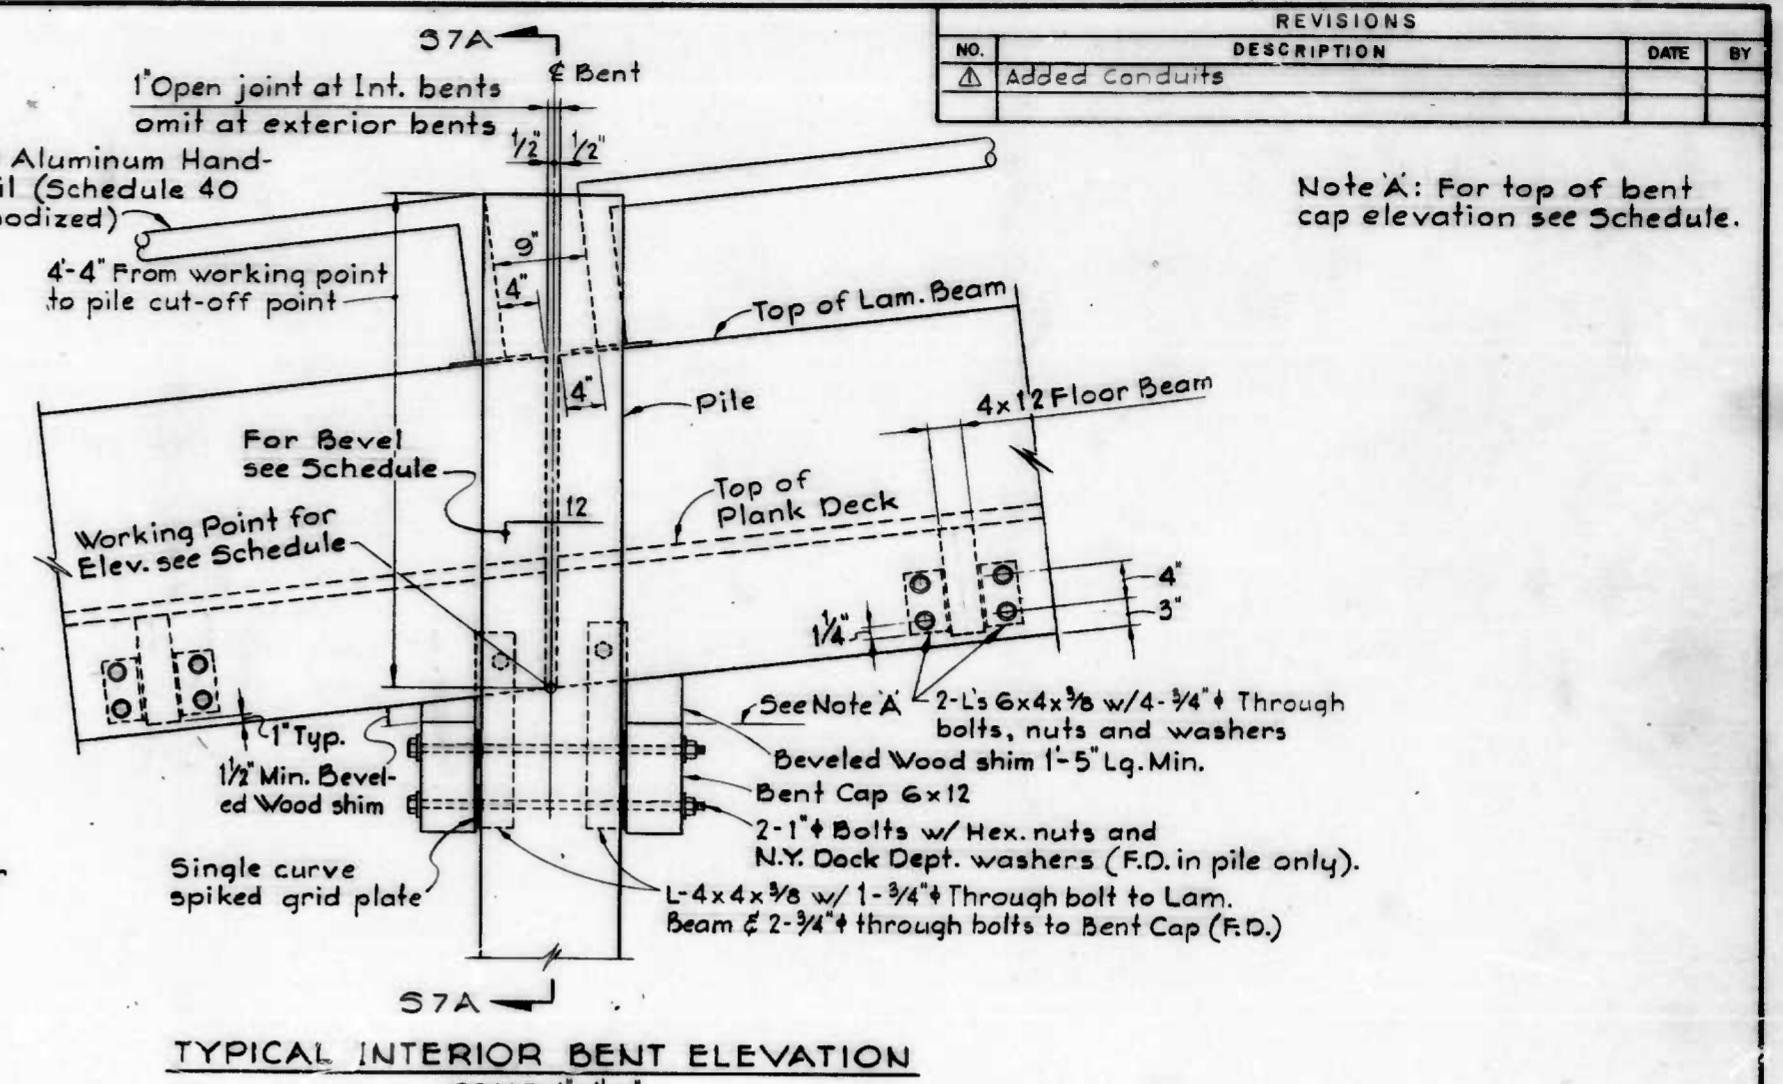 REVISIONS
NO. DESCRIPTION DATE BY
1 Added Conduits
S7A
℄ Bent
1" Open joint at Int. bents
omit at exterior bents
1/2" 1/2"
Aluminum Hand-
(Schedule 40
Note 'A': For top of bent
cap elevation see Schedule.
9"
4'-4" From working point
to pile cut-off point
4"
Top of Lam. Beam
4"
Pile
4x12 Floor Beam
For Bevel
see Schedule
12
Top of
Plank Deck
Working Point for
Elev. see Schedule
4"
3"
1 1/4"
See Note 'A'
2-L's 6x4x3/8 w/4-3/4"ϕ Through
bolts, nuts and washers
1" Typ.
Beveled Wood shim 1'-5" Lg. Min.
1 1/2" Min. Bevel-
ed Wood shim
Bent Cap 6x12
2-1"ϕ Bolts w/ Hex. nuts and
N.Y. Dock Dept. washers (F.D. in pile only).
Single curve
spiked grid plate
L-4x4x3/8 w/ 1-3/4"ϕ Through bolt to Lam.
Beam & 2-3/4"ϕ through bolts to Bent Cap (F.D.)
S7A
TYPICAL INTERIOR BENT ELEVATION